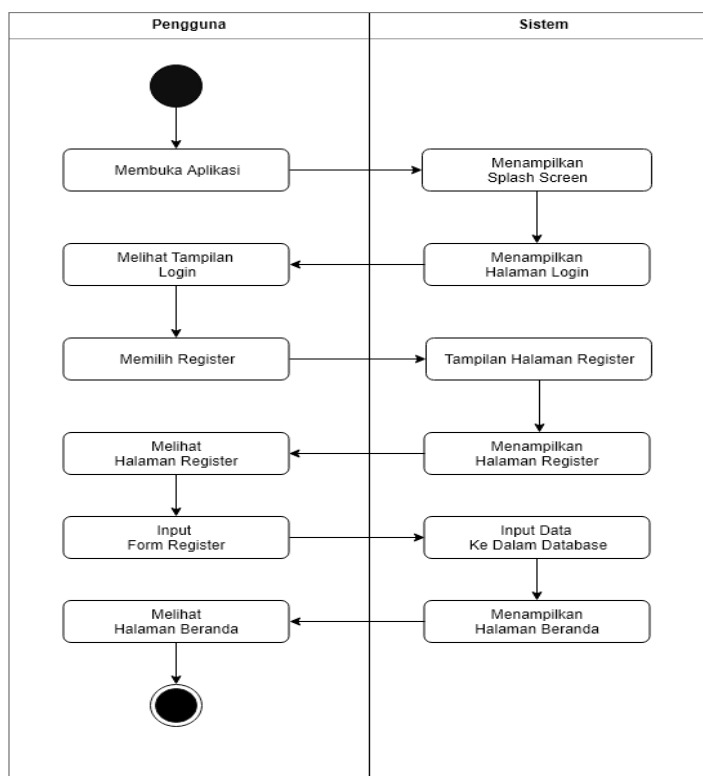 Pengguna
Sistem
Membuka Aplikasi
Menampilkan
Splash Screen
Melihat Tampilan
Login
Menampilkan
Halaman Login
Memilih Register
Tampilan Halaman Register
Melihat
Halaman Register
Menampilkan
Halaman Register
Input
Form Register
Input Data
Ke Dalam Database
Melihat
Halaman Beranda
Menampilkan
Halaman Beranda